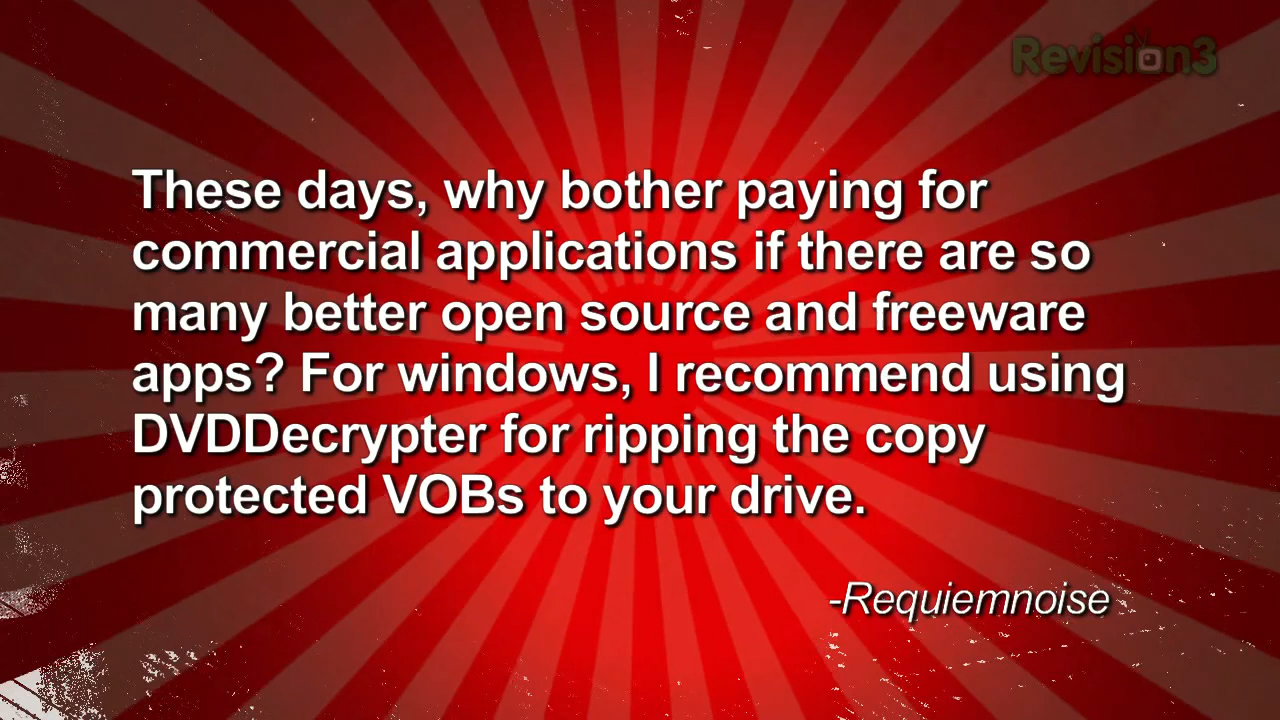 Revision3
These days, why bother paying for
commercial applications if there are so
many better open source and freeware
apps? For windows, I recommend using
DVDDecrypter for ripping the copy
protected VOBs to your drive.
-Requiemnoise